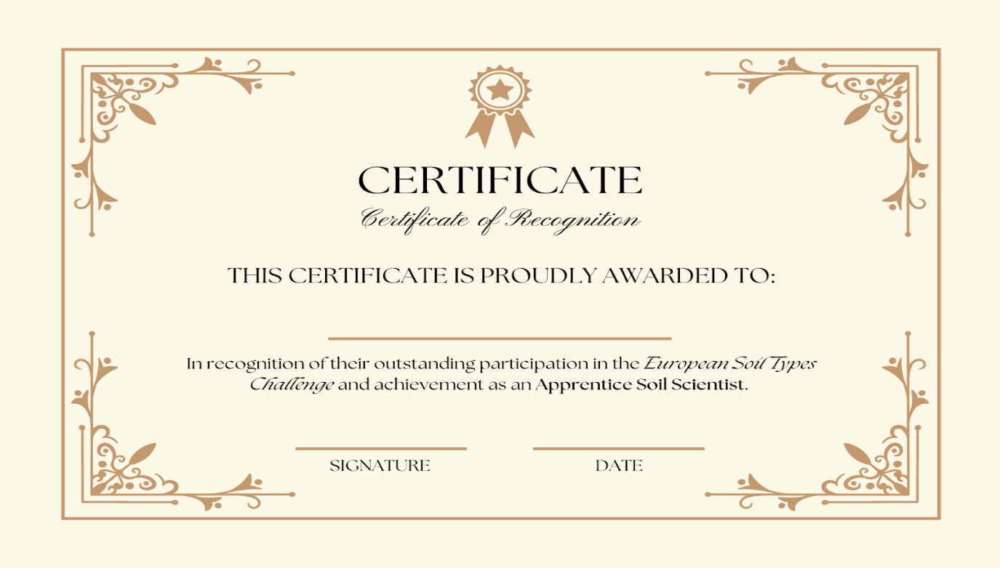 CERTIFICATE
Certificate of Recognition
THIS CERTIFICATE IS PROUDLY AWARDED TO:
In recognition of their outstanding participation in the European Soil Types
Challenge and achievement as an Apprentice Soil Scientist.
SIGNATURE
DATE